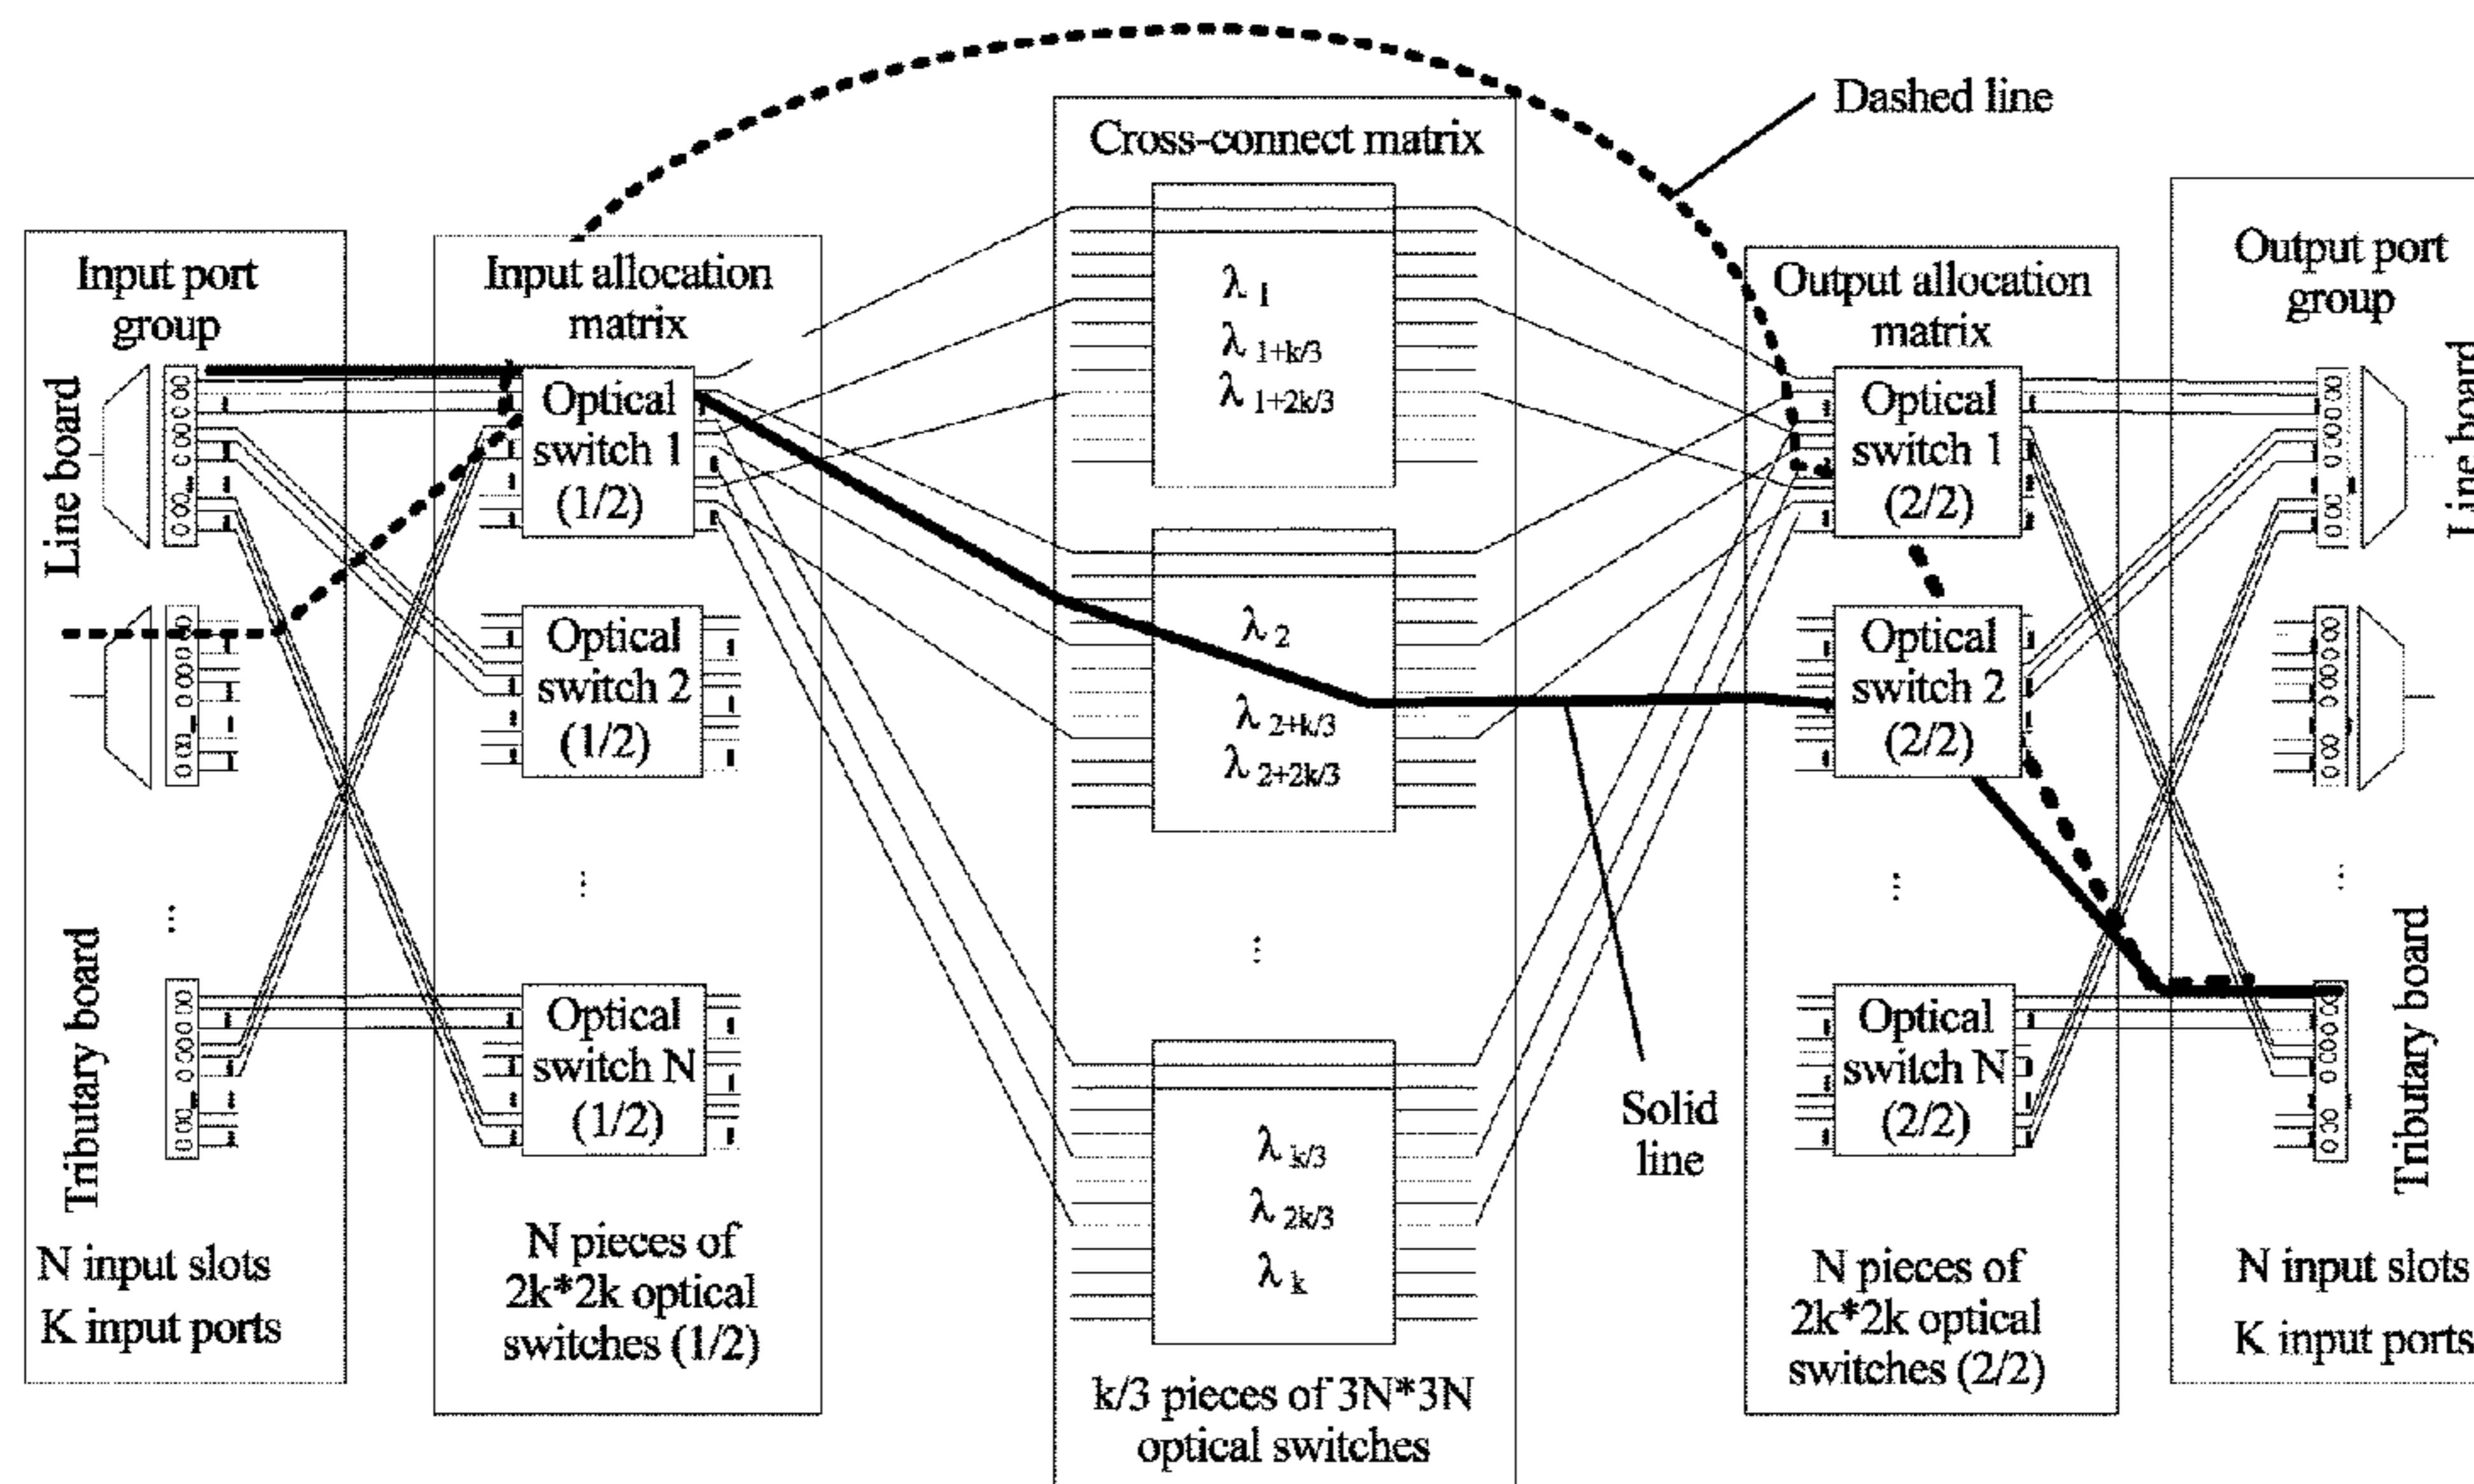 Dashed line
Cross-connect matrix
Input port
group
Input allocation
matrix
Output allocation
matrix
Output port
group
Line board
Optical
switch 1
(1/2)
λ 1
λ 1+k/3
λ 1+2k/3
Optical
switch 1
(2/2)
Line board
Optical
switch 2
(1/2)
λ 2
λ 2+k/3
λ 2+2k/3
Optical
switch 2
(2/2)
...
...
...
...
...
Tributary board
Optical
switch N
(1/2)
λ k/3
λ 2k/3
λ k
Solid
line
Optical
switch N
(2/2)
Tributary board
N input slots
K input ports
N pieces of
2k*2k optical
switches (1/2)
k/3 pieces of 3N*3N
optical switches
N pieces of
2k*2k optical
switches (2/2)
N input slots
K input ports